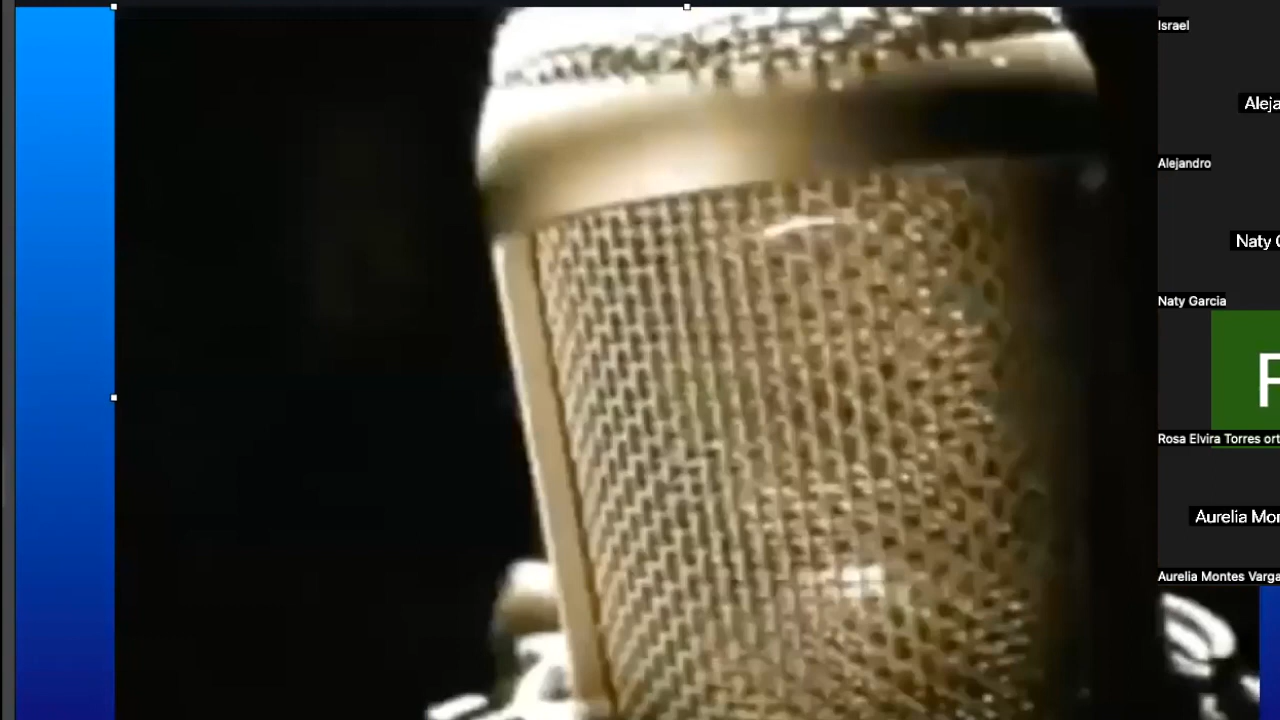 Israel
Aleja
Alejandro
Naty G
Naty Garcia
Rosa Elvira Torres ort
Aurelia Mor
Aurelia Montes Varga